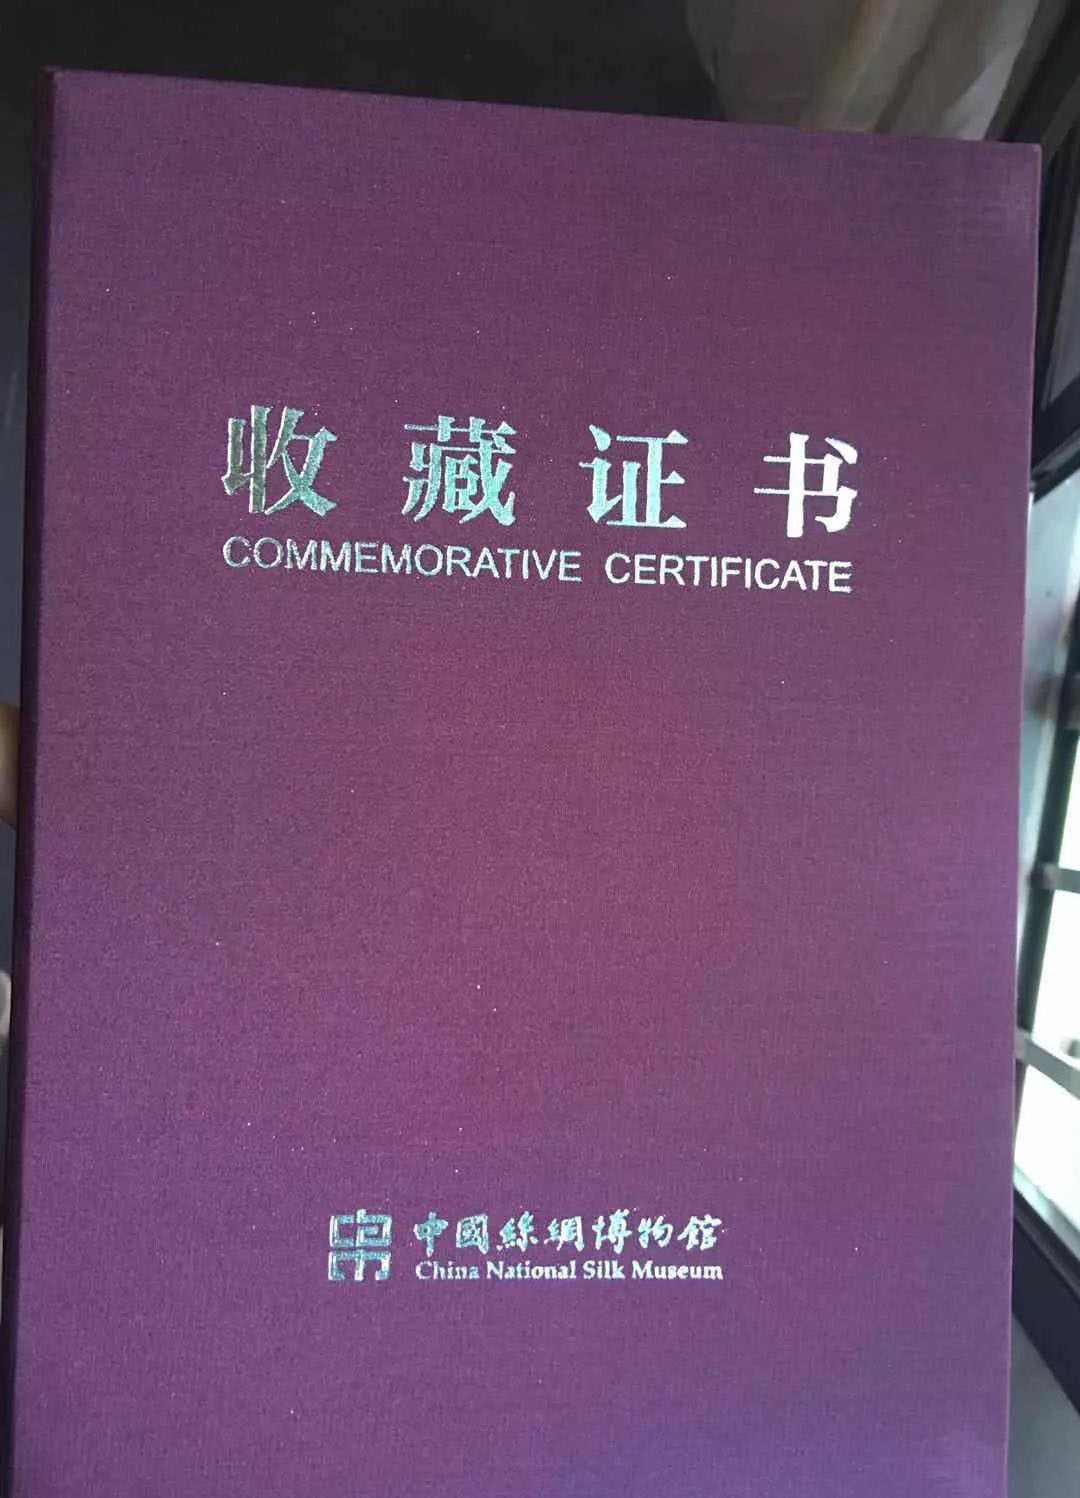 收藏证书
COMMEMORATIVE CERTIFICATE
中國絲綢博物館
China National Silk Museum